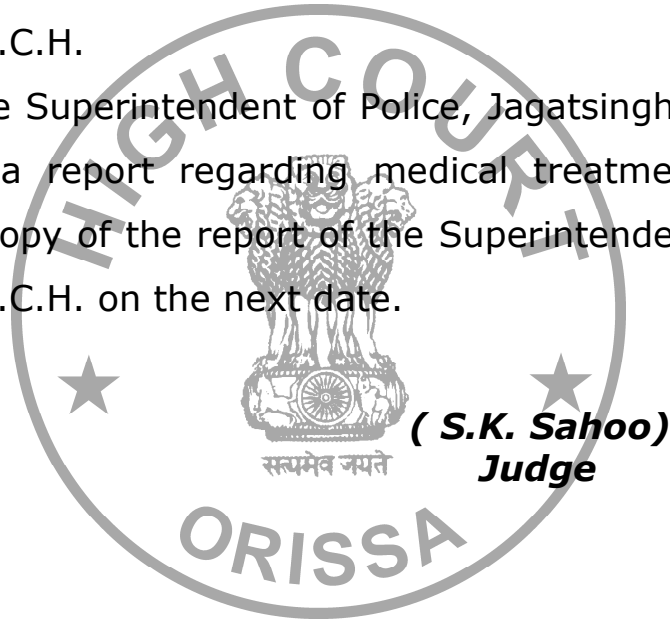 .C.H.
e Superintendent of Police, Jagatsingh
a report regarding medical treatme
opy of the report of the Superintende
.C.H. on the next date.
( S.K. Sahoo)
Judge
HIGH COURT
सत्यमेव जयते
ORISSA